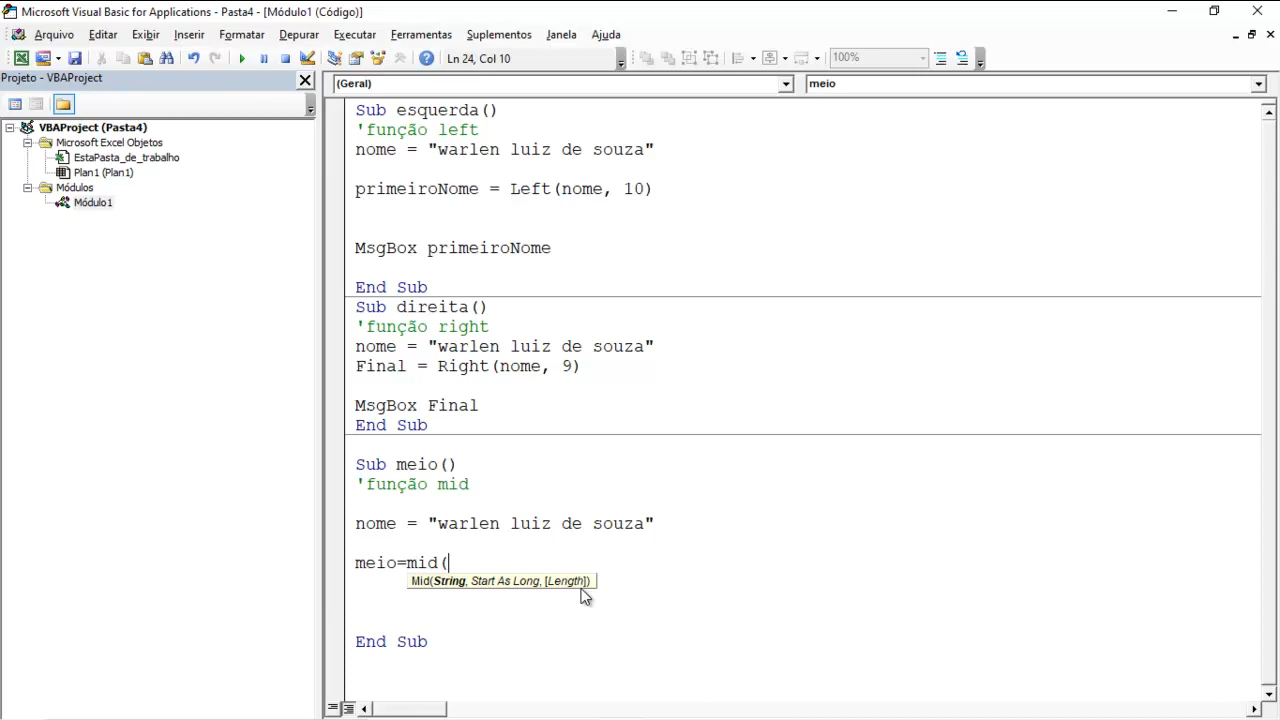 Microsoft Visual Basic for Applications - Pasta4 - [Módulo1 (Código)]
Arquivo Editar Exibir Inserir Formatar Depurar Executar Ferramentas Suplementos Janela Ajuda
Ln 24, Col 10
100%
Projeto - VBAProject
(Geral)
meio
VBAProject (Pasta4)
Microsoft Excel Objetos
EstaPasta_de_trabalho
Plan1 (Plan1)
Módulos
Módulo1
Sub esquerda()
'função left
nome = "warlen luiz de souza"
primeiroNome = Left(nome, 10)
MsgBox primeiroNome
End Sub
Sub direita()
'função right
nome = "warlen luiz de souza"
Final = Right(nome, 9)
MsgBox Final
End Sub
Sub meio()
'função mid
nome = "warlen luiz de souza"
meio=mid(
Mid(String, Start As Long, [Length])
End Sub